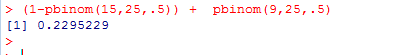 > (1-pbinom(15,25,.5)) +  pbinom(9,25,.5)
[1] 0.2295229
>